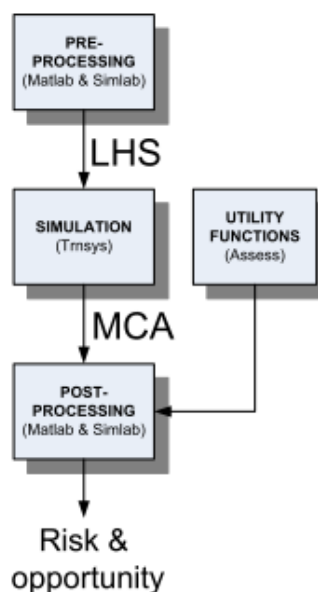 PRE-
PROCESSING
(Matlab & Simlab)
LHS
SIMULATION
(Trnsys)
UTILITY
FUNCTIONS
(Assess)
MCA
POST-
PROCESSING
(Matlab & Simlab)
Risk &
opportunity